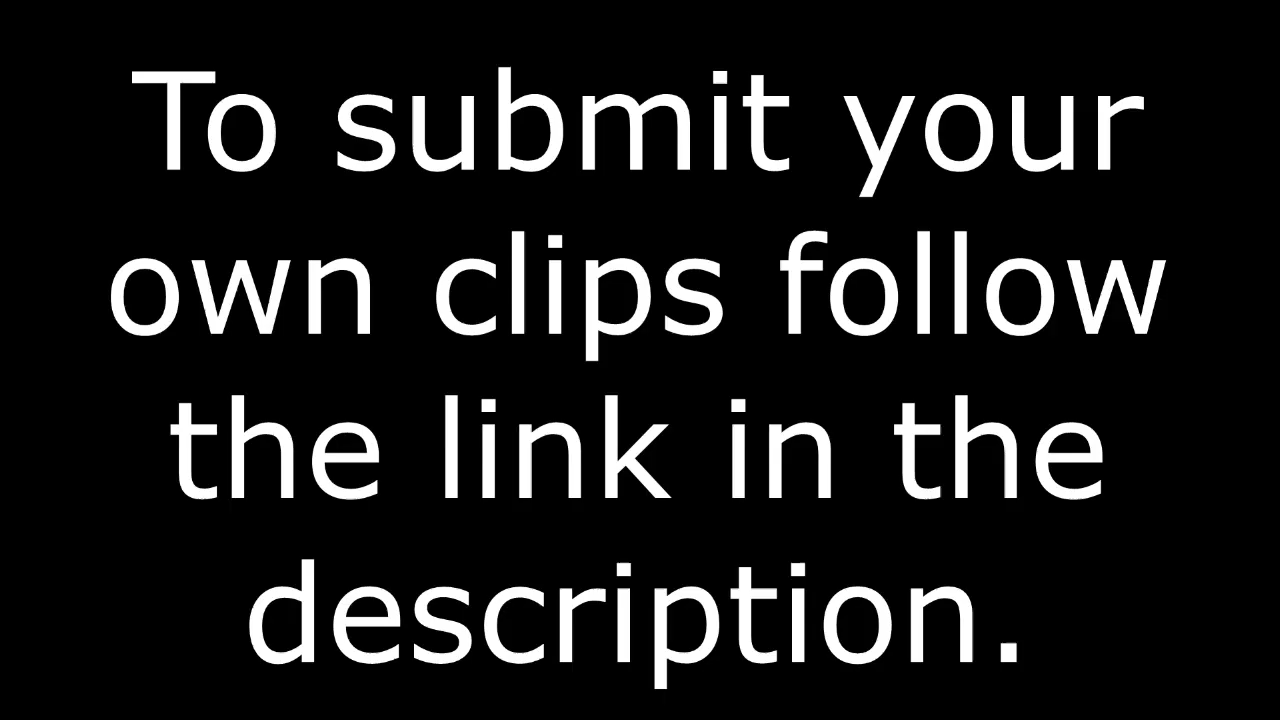 To submit your
own clips follow
the link in the
description.